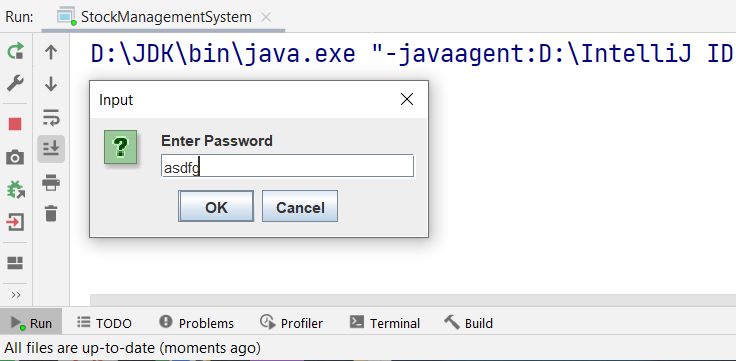 Run: StockManagementSystem
D:\JDK\bin\java.exe "-javaagent:D:\IntelliJ ID
Input
?
Enter Password
asdfg
OK Cancel
Run TODO Problems Profiler Terminal Build
All files are up-to-date (moments ago)